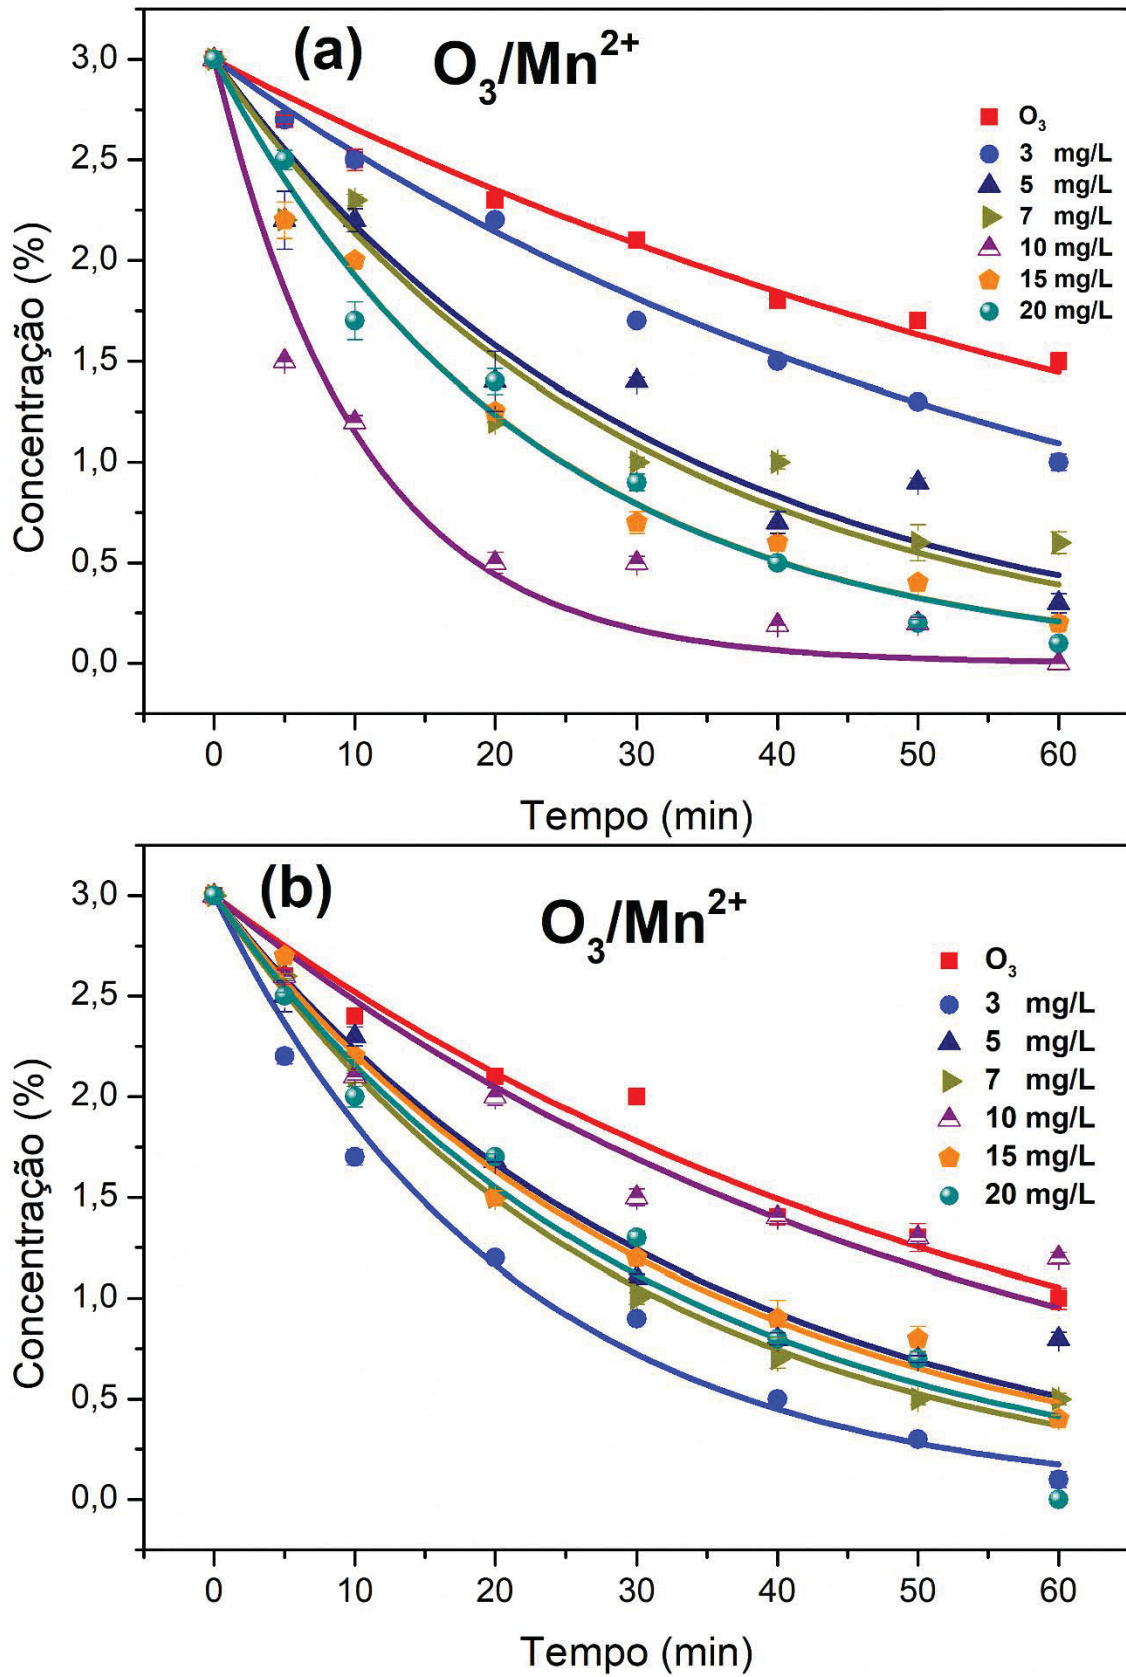 (a)
O₃/Mn²⁺
3,0
2,5
2,0
1,5
1,0
0,5
0,0
Concentração (%)
O₃
3 mg/L
5 mg/L
7 mg/L
10 mg/L
15 mg/L
20 mg/L
0 10 20 30 40 50 60
Tempo (min)
(b)
O₃/Mn²⁺
3,0
2,5
2,0
1,5
1,0
0,5
0,0
Concentração (%)
O₃
3 mg/L
5 mg/L
7 mg/L
10 mg/L
15 mg/L
20 mg/L
0 10 20 30 40 50 60
Tempo (min)